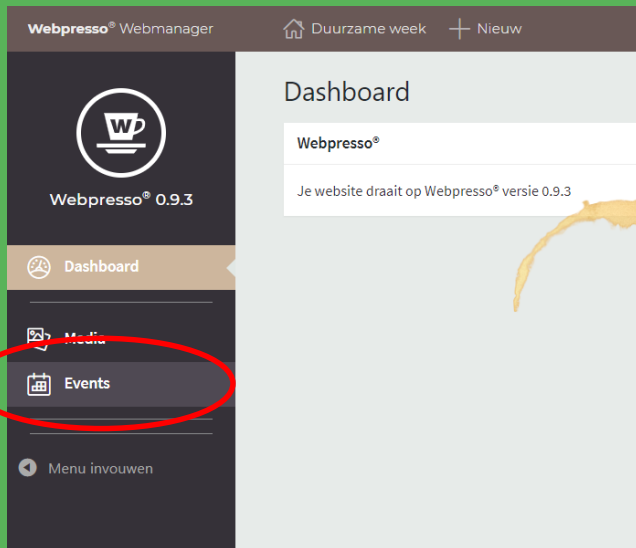 Webpresso® Webmanager
Duurzame week
Nieuw
W
Webpresso® 0.9.3
Dashboard
Media
Events
Menu invouwen
Dashboard
Webpresso®
Je website draait op Webpresso® versie 0.9.3